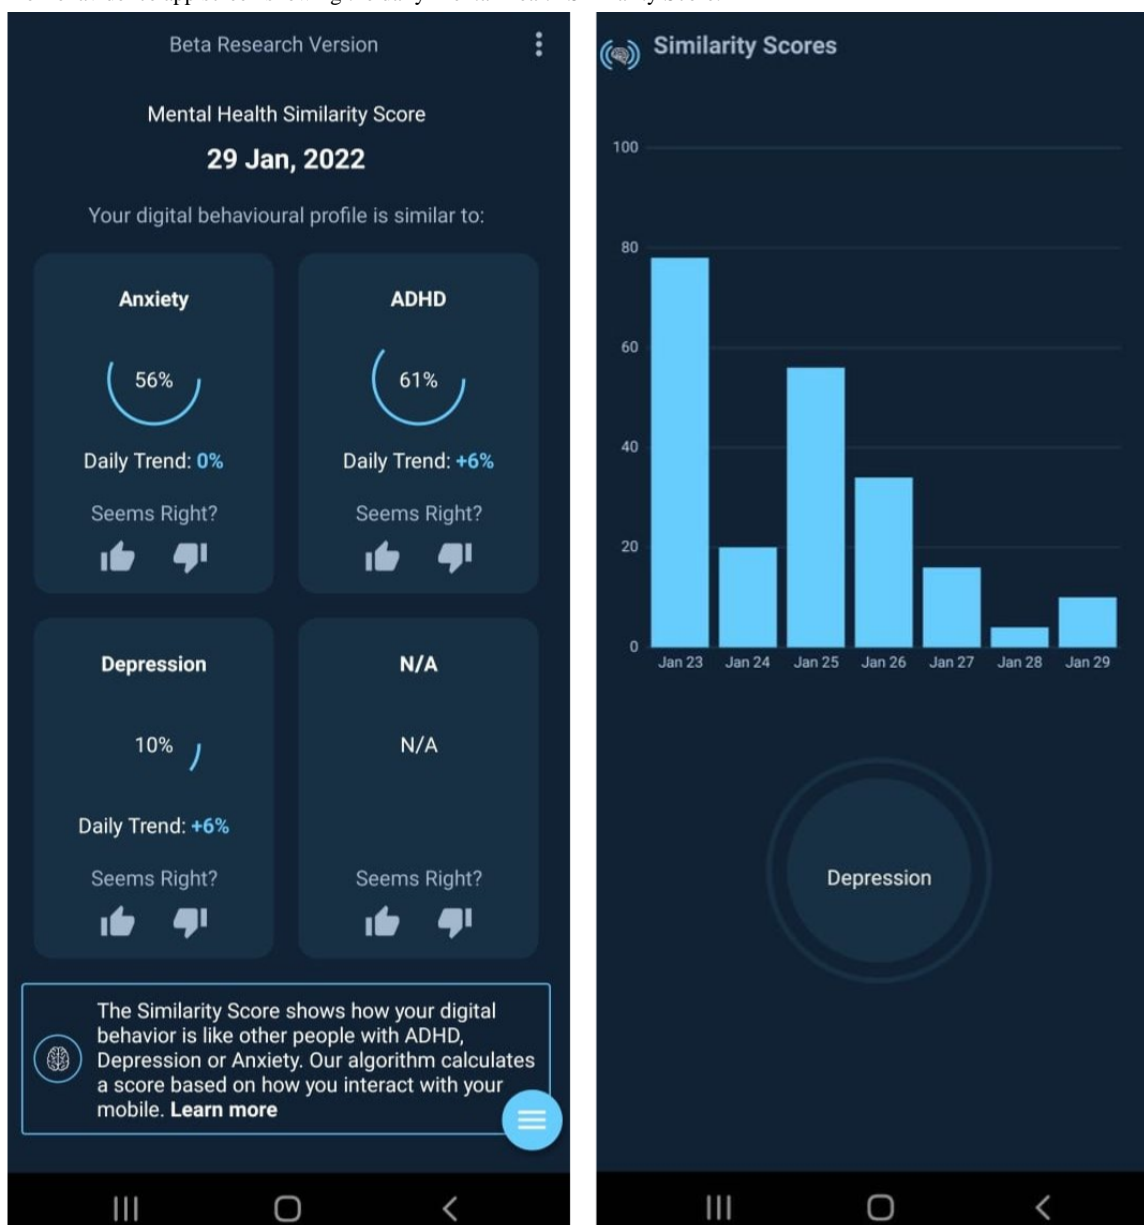 Beta Research Version
Mental Health Similarity Score
29 Jan, 2022
Your digital behavioural profile is similar to:
Anxiety
56%
Daily Trend: 0%
Seems Right?
ADHD
61%
Daily Trend: +6%
Seems Right?
Depression
10%
Daily Trend: +6%
Seems Right?
N/A
N/A
Seems Right?
The Similarity Score shows how your digital
behavior is like other people with ADHD,
Depression or Anxiety. Our algorithm calculates
a score based on how you interact with your
mobile. Learn more
Similarity Scores
100
80
60
40
20
0
Jan 23 Jan 24 Jan 25 Jan 26 Jan 27 Jan 28 Jan 29
Depression